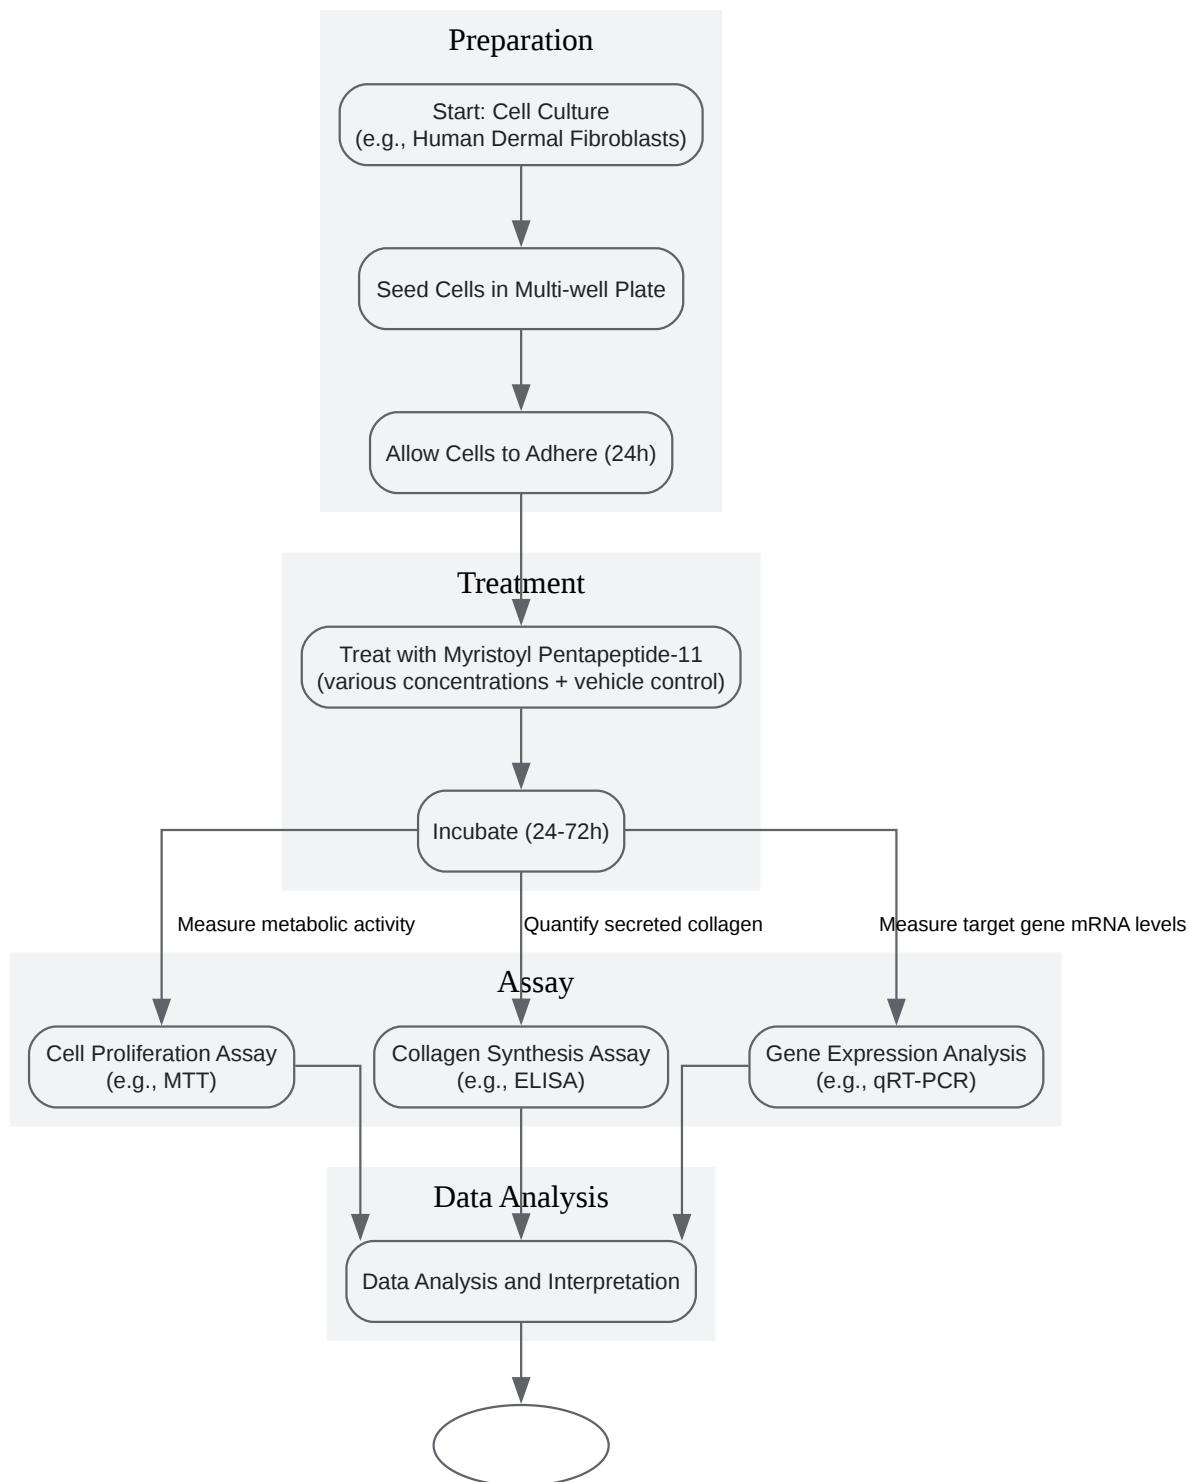 Preparation
Start: Cell Culture
(e.g., Human Dermal Fibroblasts)
Seed Cells in Multi-well Plate
Allow Cells to Adhere (24h)
Treatment
Treat with Myristoyl Pentapeptide-11
(various concentrations + vehicle control)
Incubate (24-72h)
Measure metabolic activity
Quantify secreted collagen
Measure target gene mRNA levels
Assay
Cell Proliferation Assay
(e.g., MTT)
Collagen Synthesis Assay
(e.g., ELISA)
Gene Expression Analysis
(e.g., qRT-PCR)
Data Analysis
Data Analysis and Interpretation